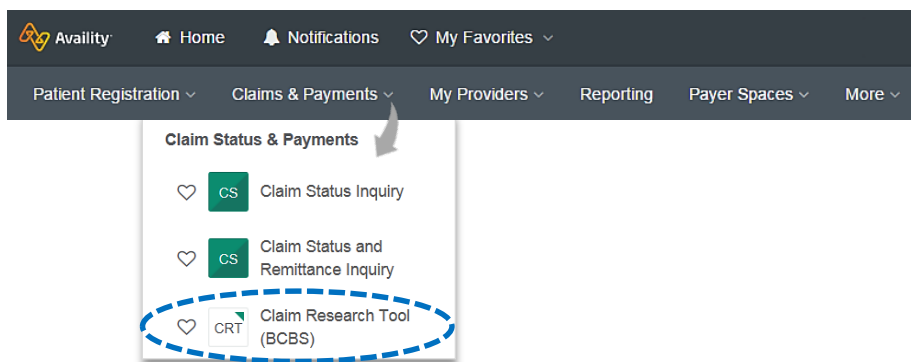 Availity Home Notifications My Favorites
Patient Registration Claims & Payments My Providers Reporting Payer Spaces More
Claim Status & Payments
CS Claim Status Inquiry
CS Claim Status and
Remittance Inquiry
CRT Claim Research Tool
(BCBS)